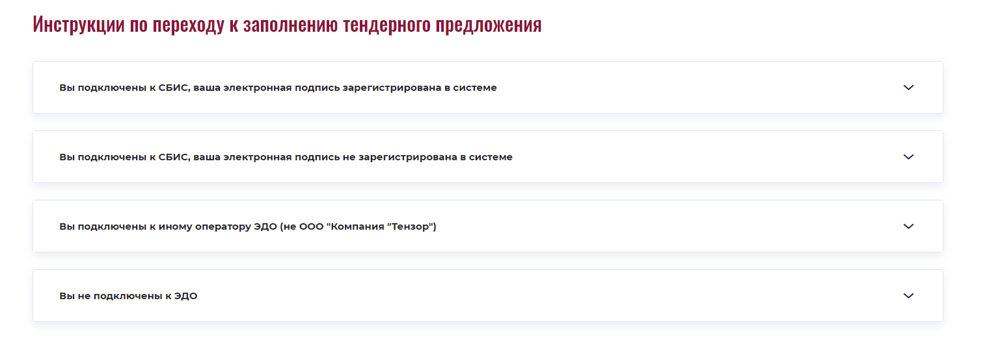 Инструкции по переходу к заполнению тендерного предложения
Вы подключены к СБИС, ваша электронная подпись зарегистрирована в системе
Вы подключены к СБИС, ваша электронная подпись не зарегистрирована в системе
Вы подключены к иному оператору ЭДО (не ООО "Компания "Тензор")
Вы не подключены к ЭДО